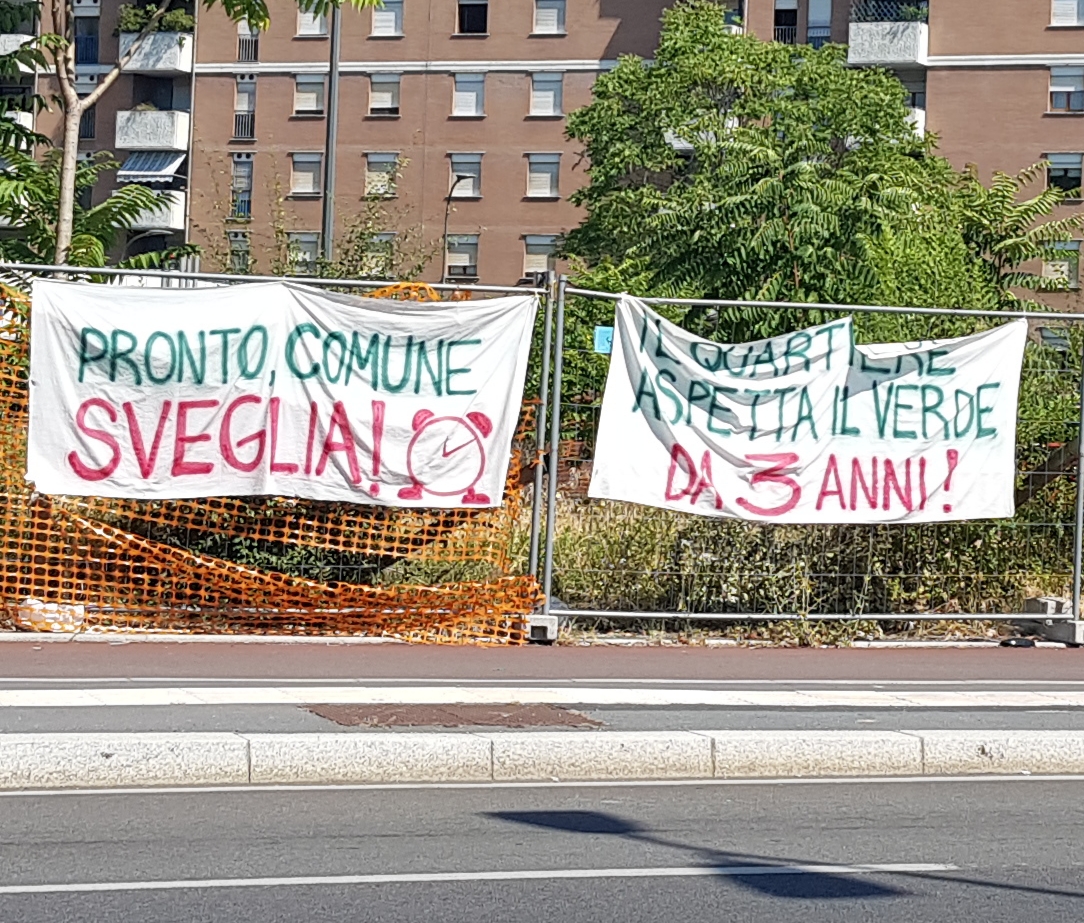 PRONTO, COMUNE
SVEGLIA!
IL QUARTIERE
ASPETTA IL VERDE
DA 3 ANNI!